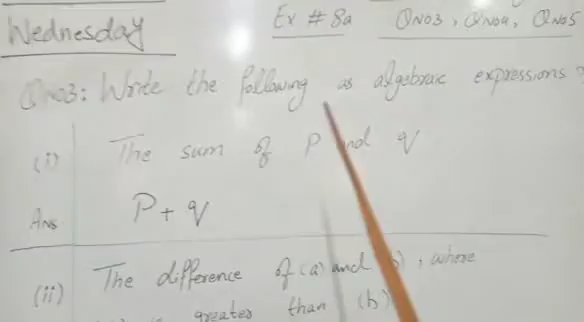 Wednesday
Ex # 8a QNO3, QNO4, QNO5
QNO3: Write the following as algebraic expressions
(i) The sum of P and q
Ans P + q
(ii) The difference of (a) and (b), where
is greater than (b)